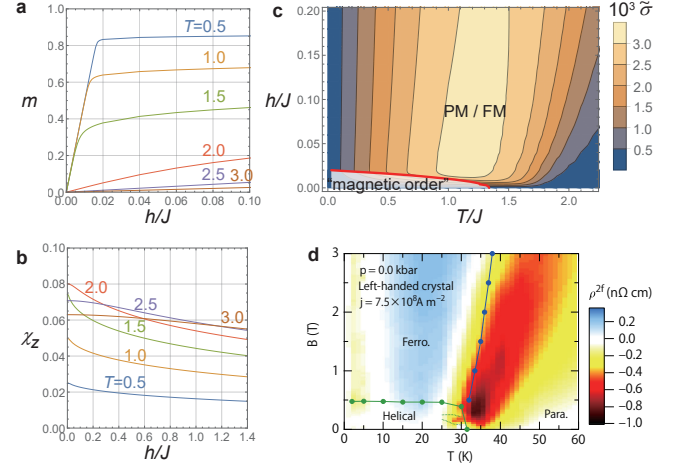 a
1.0
0.8
0.6
0.4
0.2
0.0
m
T=0.5
1.0
1.5
2.0
2.5
3.0
0.00 0.02 0.04 0.06 0.08 0.10
h/J
b
0.10
0.08
0.06
0.04
0.02
0.00
χz
2.0
2.5
3.0
1.5
1.0
T=0.5
0.0 0.2 0.4 0.6 0.8 1.0 1.2 1.4
h/J
c
0.20
0.15
0.10
0.05
0.00
h/J
PM / FM
"magnetic order"
0.0 0.5 1.0 1.5 2.0
T/J
10³ σ̃
3.0
2.5
2.0
1.5
1.0
0.5
d
3
2
1
0
B (T)
p = 0.0 kbar
Left-handed crystal
j = 7.5×10⁸A m⁻²
Ferro.
Helical
Para.
0 10 20 30 40 50 60
T (K)
ρ²ᶠ (nΩ cm)
0.2
0.0
−0.2
−0.4
−0.6
−0.8
−1.0